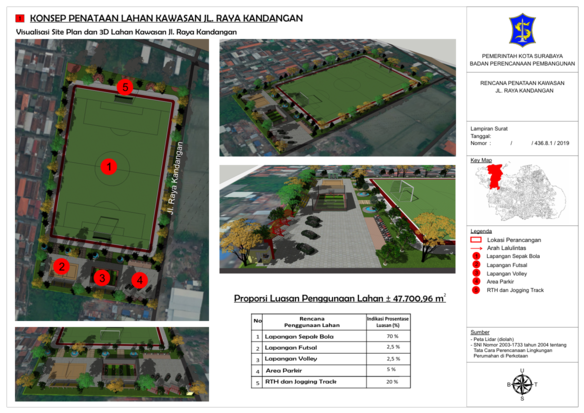 1 KONSEP PENATAAN LAHAN KAWASAN JL. RAYA KANDANGAN
Visualisasi Site Plan dan 3D Lahan Kawasan Jl. Raya Kandangan
5
1
Jl. Raya Kandangan
2
3
4
Proporsi Luasan Penggunaan Lahan ± 47.700,96 m²
No Rencana Penggunaan Lahan Indikasi Presentase Luasan (%)
1 Lapangan Sepak Bola 70 %
2 Lapangan Futsal 2,5 %
3 Lapangan Volley 2,5 %
4 Area Parkir 5 %
5 RTH dan Jogging Track 20 %
PEMERINTAH KOTA SURABAYA
BADAN PERENCANAAN PEMBANGUNAN
RENCANA PENATAAN KAWASAN
JL. RAYA KANDANGAN
Lampiran Surat
Tanggal:
Nomor : / / 436.8.1 / 2019
Key Map
Legenda
Lokasi Perancangan
Arah Lalulintas
Lapangan Sepak Bola
Lapangan Futsal
Lapangan Volley
Area Parkir
RTH dan Jogging Track
Sumber
- Peta Lidar (diolah)
- SNI Nomor 2003-1733 tahun 2004 tentang
Tata Cara Perencanaan Lingkungan
Perumahan di Perkotaan
U
B T
S